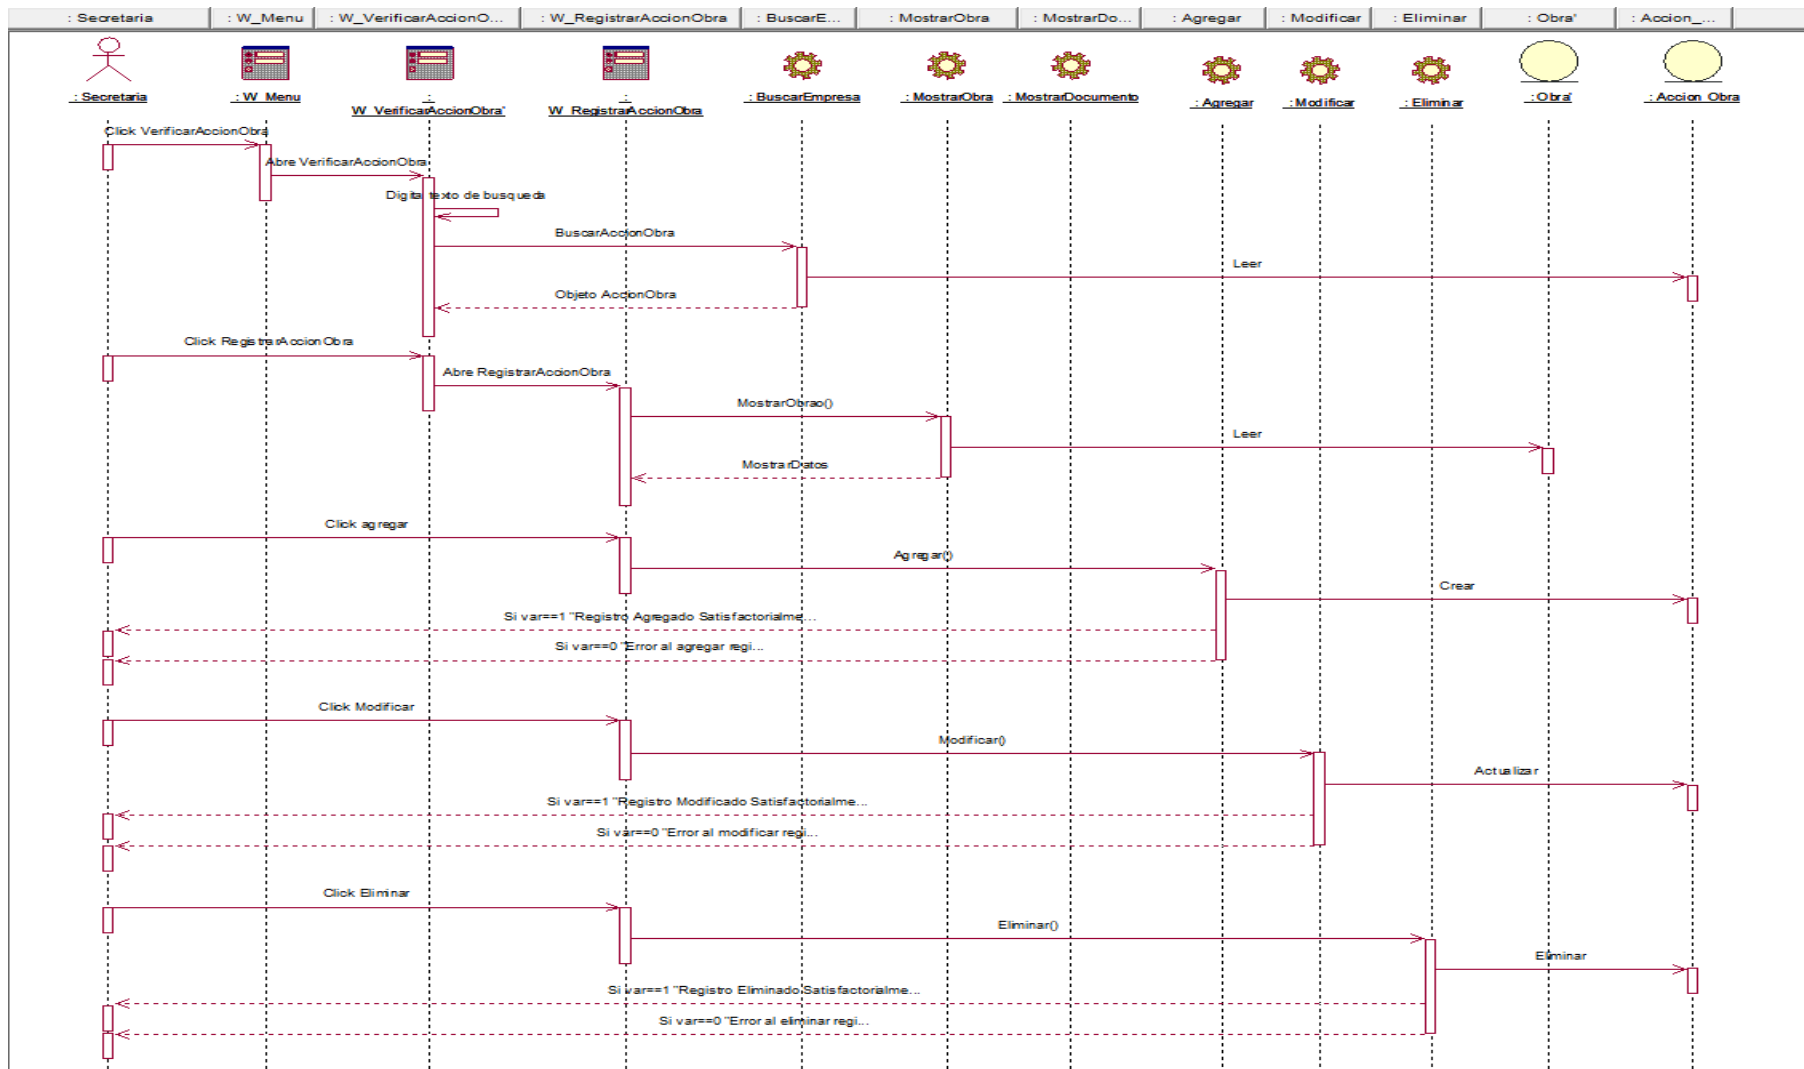 : Secretaria
: W_Menu
: W_VerificarAccionO...
: W_RegistrarAccionObra
: BuscarE...
: MostrarObra
: MostrarDo...
: Agregar
: Modificar
: Eliminar
: Obra'
: Accion_...
: Secretaria
: W_Menu
:
W_VerificarAccionObra'
:
W_RegistrarAccionObra
: BuscarEmpresa
: MostrarObra
: MostrarDocumento
: Agregar
: Modificar
: Eliminar
: Obra'
: Accion_Obra
Click VerificarAccionObra
Abre VerificarAccionObra
Digita texto de busqueda
BuscarAccionObra
Leer
Objeto AccionObra
Click RegistrarAccionObra
Abre RegistrarAccionObra
MostrarObrao()
Leer
MostrarDatos
Click agregar
Agregar()
Crear
Si var==1 "Registro Agregado Satisfactorialme...
Si var==0 "Error al agregar regi...
Click Modificar
Modificar()
Actualizar
Si var==1 "Registro Modificado Satisfactorialme...
Si var==0 "Error al modificar regi...
Click Eliminar
Eliminar()
Eliminar
Si var==1 "Registro Eliminado Satisfactorialme...
Si var==0 "Error al eliminar regi...